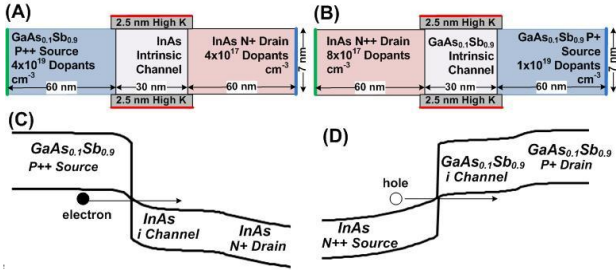 (A)
2.5 nm High K
GaAs0.1Sb0.9
P++ Source
4x10^19 Dopants
cm-3
InAs
Intrinsic
Channel
InAs N+ Drain
4x10^17 Dopants
cm-3
60 nm
30 nm
60 nm
7 nm
2.5 nm High K
(B)
2.5 nm High K
InAs N++ Drain
8x10^17 Dopants
cm-3
GaAs0.1Sb0.9
Intrinsic
Channel
GaAs0.1Sb0.9 P+
Source
1x10^19 Dopants
cm-3
60 nm
30 nm
60 nm
7 nm
2.5 nm High K
(C)
GaAs0.1Sb0.9
P++ Source
electron
InAs
i Channel
InAs
N+ Drain
(D)
GaAs0.1Sb0.9
i Channel
GaAs0.1Sb0.9
P+ Drain
hole
InAs
N++ Source